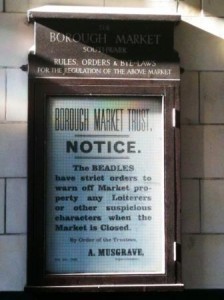 THE
BOROUGH MARKET
SOUTHWARK
RULES, ORDERS & BYE-LAWS
FOR THE REGULATION OF THE ABOVE MARKET
BOROUGH MARKET TRUST.
NOTICE.
The BEADLES
have strict orders to
warn off Market pro-
perty any Loiterers
or other suspicious
characters when the
Market is Closed.
By Order of the Trustees,
A. MUSGRAVE,